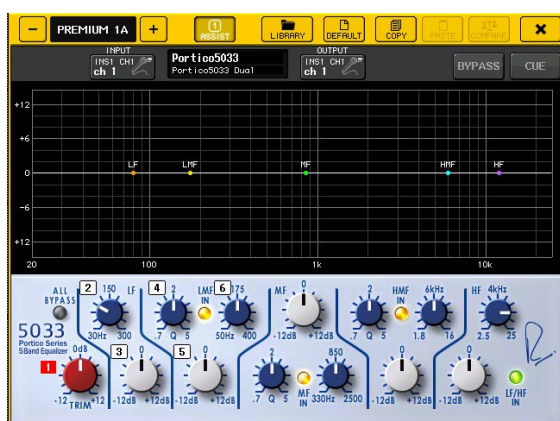 − PREMIUM 1A + 1 ASSIST LIBRARY DEFAULT COPY PASTE COMPARE ×
INPUT OUTPUT
INS1 CH1 ch 1 Portico5033 Portico5033 Dual INS1 CH1 ch 1 BYPASS CUE
+12
+6
LF LMF MF HMF HF
0
−6
+12
20 100 1k 10k
ALL BYPASS 2 150 LF 4 2 LMF IN 6 175 MF 0 2 HMF IN 6kHz HF 4kHz
30Hz 300 .7 Q 5 50Hz 400 -12dB +12dB .7 Q 5 1.8 16 2.5 25
5033
Portico Series
5Band Equalizer
1 0dB 3 0 5 0 2 MF IN 850 0 0 LF/HF IN
-12 TRIM +12 -12dB +12dB -12dB +12dB .7 Q 5 330Hz 2500 -12dB +12dB -12dB +12dB